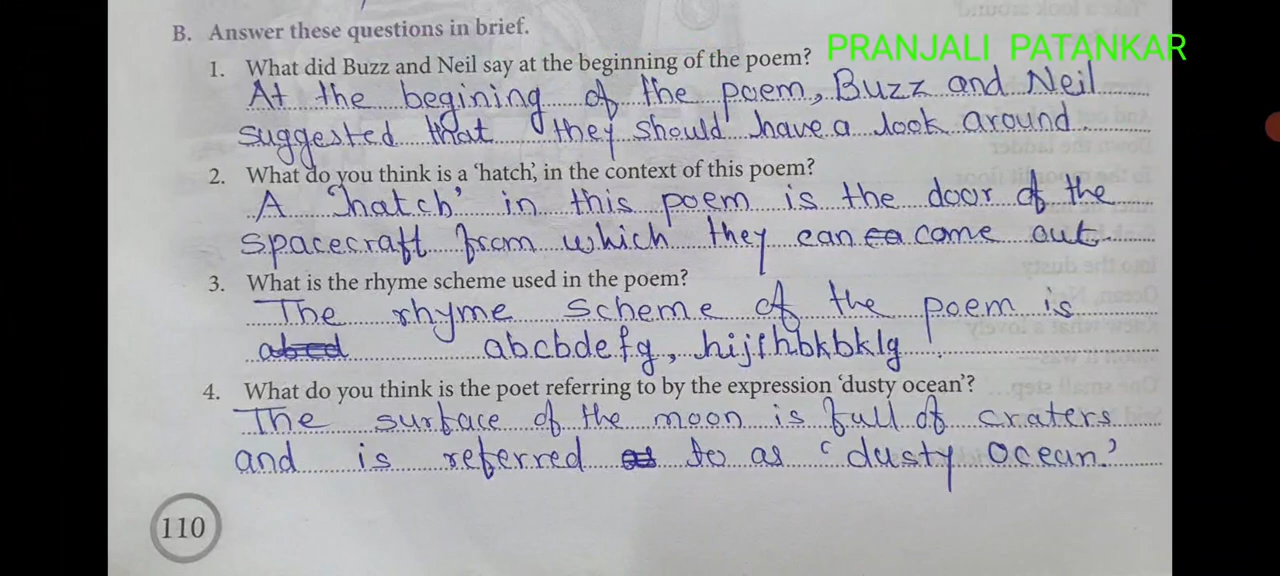 B. Answer these questions in brief.
PRANJALI PATANKAR
1. What did Buzz and Neil say at the beginning of the poem?
At the begining of the poem, Buzz and Neil
suggested that they should have a look around.
2. What do you think is a ‘hatch’, in the context of this poem?
A ‘hatch’ in this poem is the door of the
spacecraft from which they can ca come out.
3. What is the rhyme scheme used in the poem?
The rhyme scheme of the poem is
abcd abcbdefg, hijfhbkbklg
4. What do you think is the poet referring to by the expression ‘dusty ocean’?
The surface of the moon is full of craters
and is referred as to as ‘dusty ocean.’
110